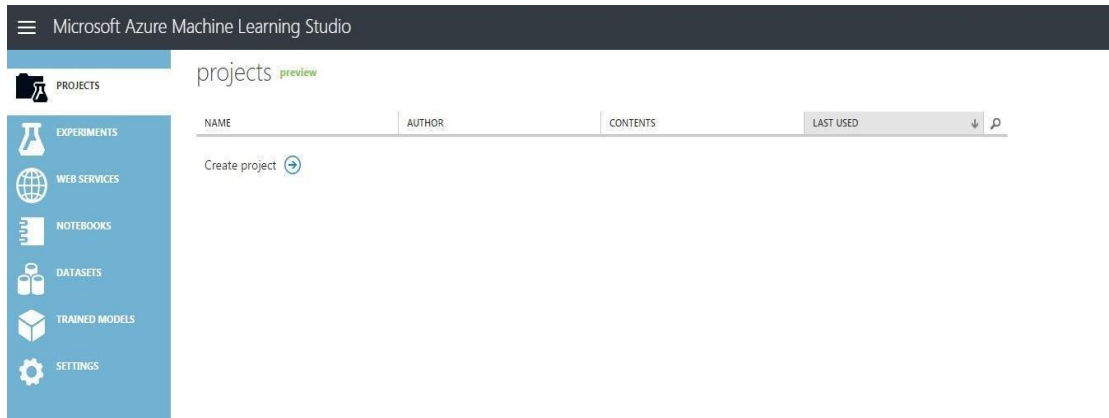 Microsoft Azure Machine Learning Studio
PROJECTS
EXPERIMENTS
WEB SERVICES
NOTEBOOKS
DATASETS
TRAINED MODELS
SETTINGS
projects preview
NAME AUTHOR CONTENTS LAST USED
Create project